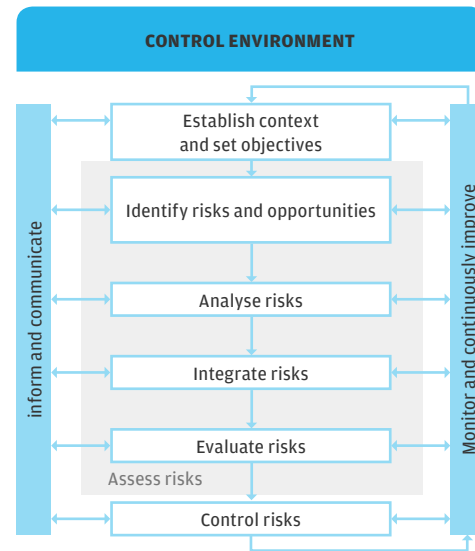 CONTROL ENVIRONMENT
Establish context
and set objectives
Identify risks and opportunities
Analyse risks
Integrate risks
Evaluate risks
Assess risks
Control risks
inform and communicate
Monitor and continuously improve